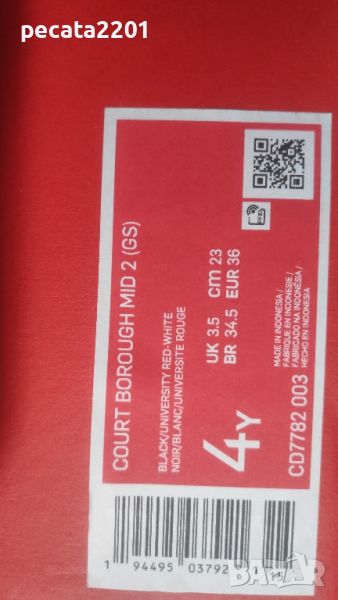 pecata2201
COURT BOROUGH MID 2 (GS)
BLACK/UNIVERSITY RED-WHITE
NOIR/BLANC/UNIVERSITE ROUGE
UK 3.5 cm 23
BR 34.5 EUR 36
4Y
MADE IN INDONESIA /
FABRIQUE EN INDONESIE /
FABRICADO NA INDONÉSIA /
HECHO EN INDONESIA
CD7782 003
1 94495
BAZAR